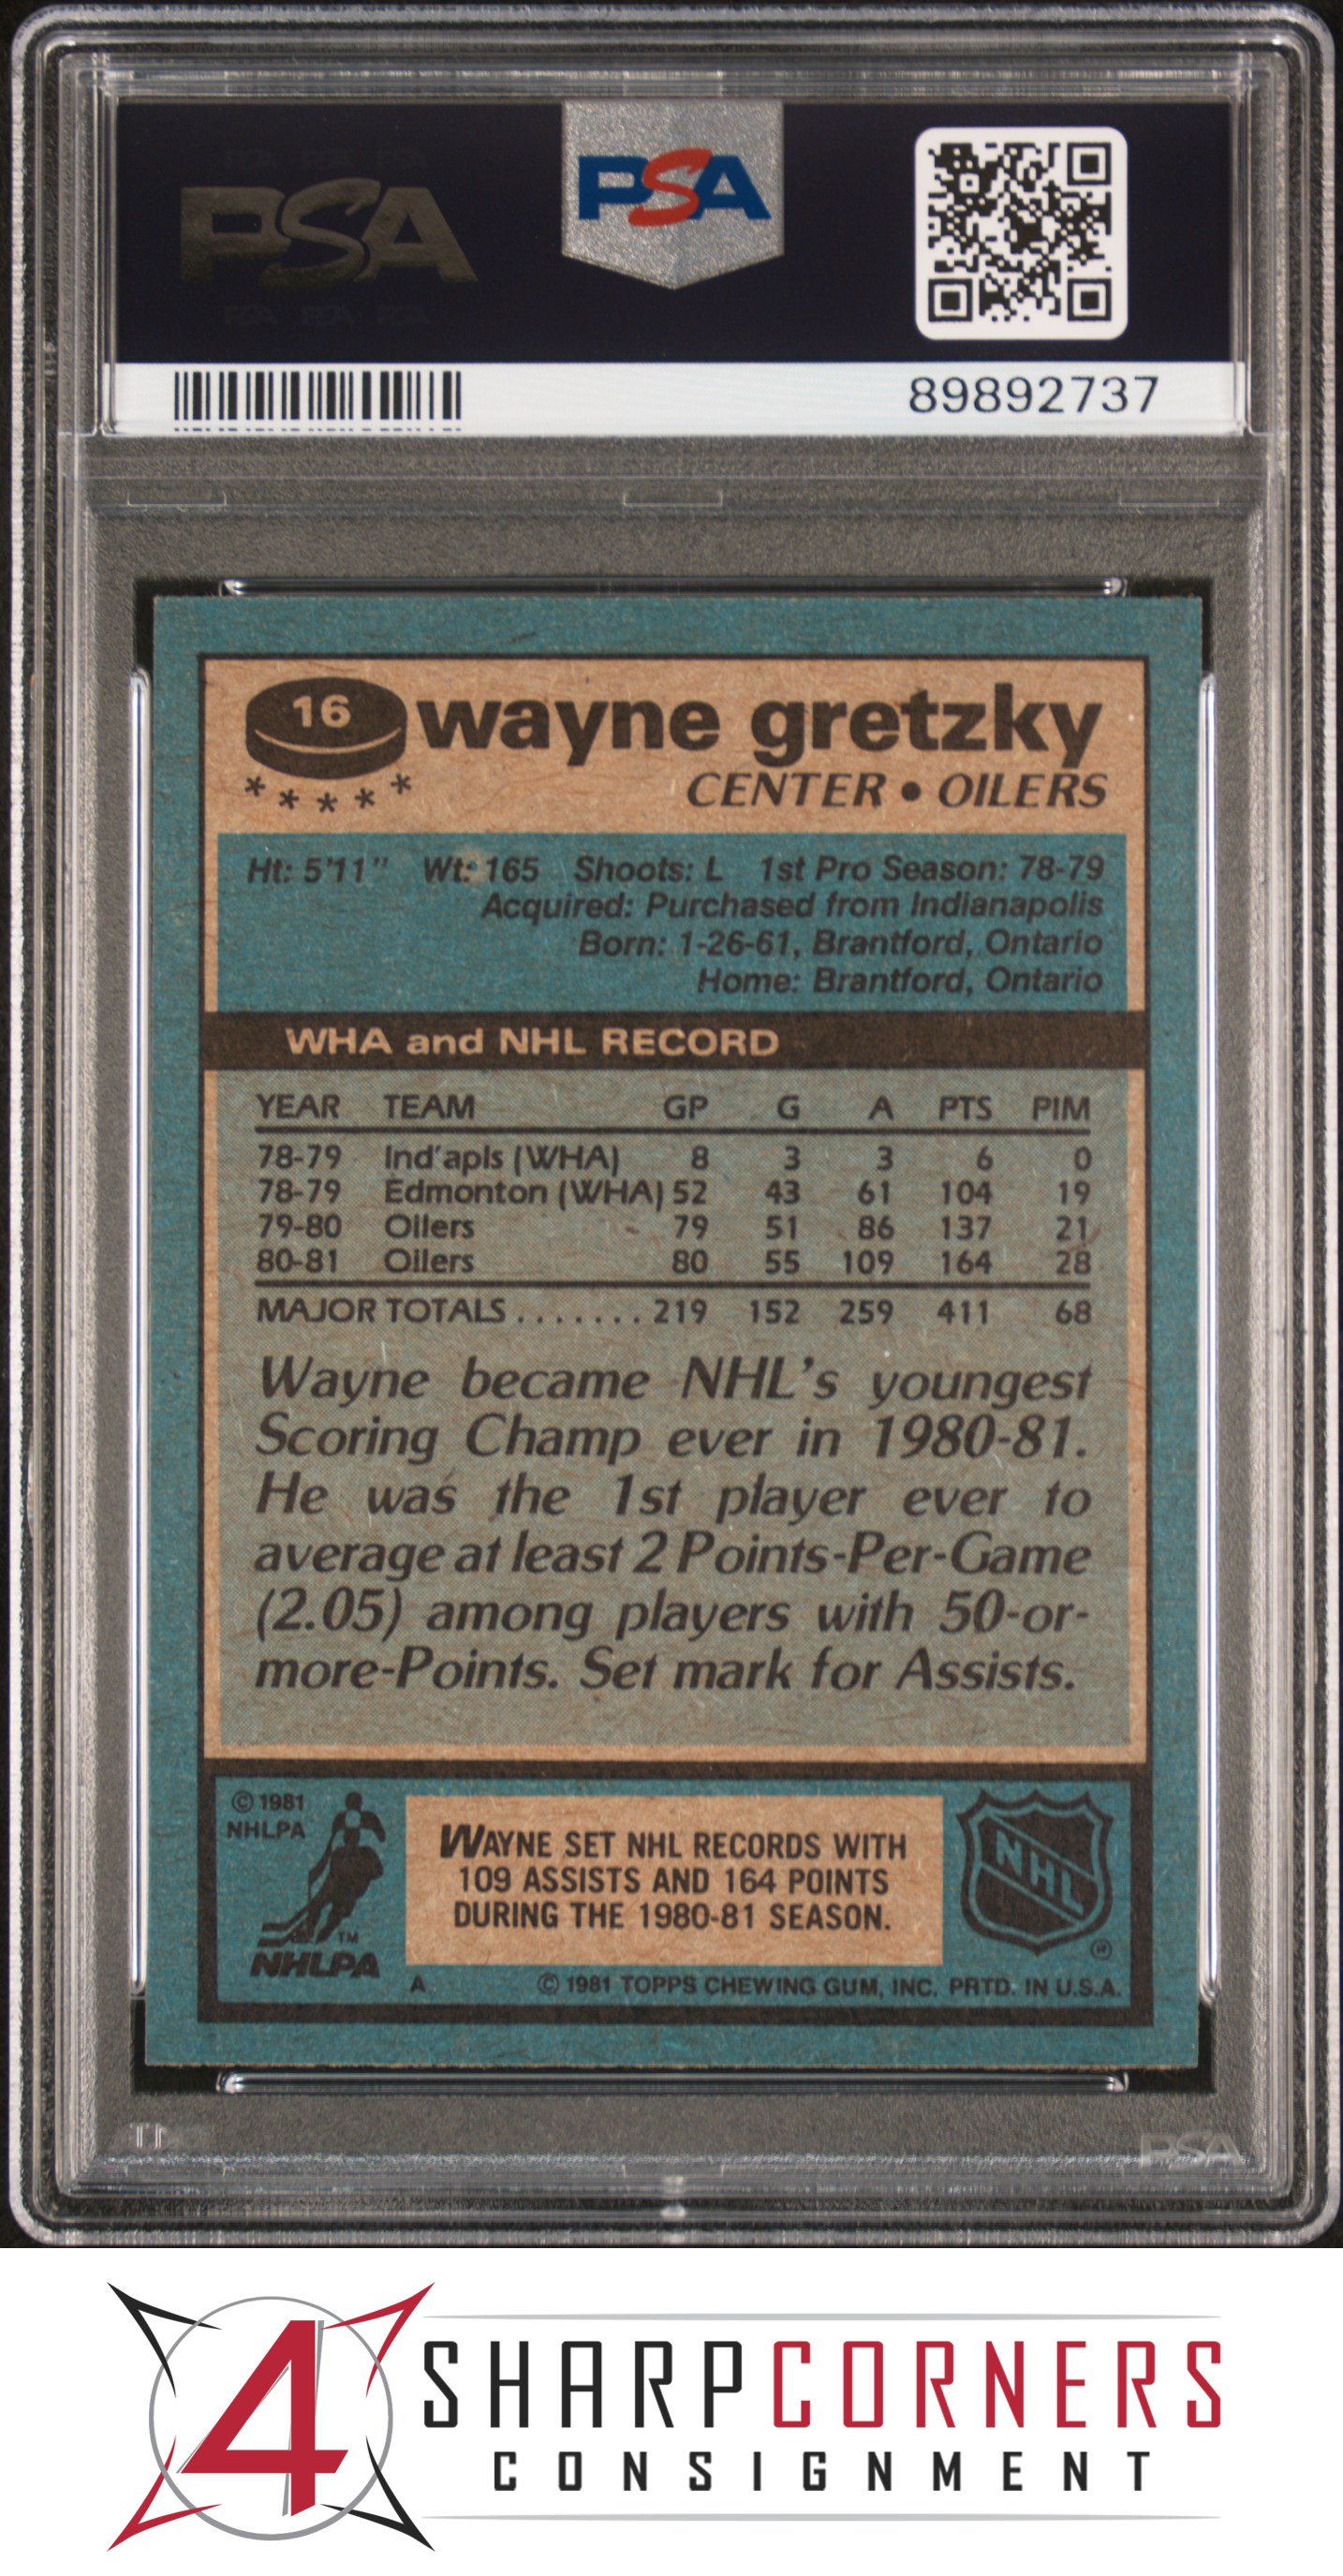 PSA
PSA
89892737
16
wayne gretzky
* * * * *
CENTER • OILERS
Ht: 5'11" Wt: 165 Shoots: L 1st Pro Season: 78-79
Acquired: Purchased from Indianapolis
Born: 1-26-61, Brantford, Ontario
Home: Brantford, Ontario
WHA and NHL RECORD
YEAR TEAM GP G A PTS PIM
78-79 Ind'apls (WHA) 8 3 3 6 0
78-79 Edmonton (WHA) 52 43 61 104 19
79-80 Oilers 79 51 86 137 21
80-81 Oilers 80 55 109 164 28
MAJOR TOTALS ....... 219 152 259 411 68
Wayne became NHL's youngest
Scoring Champ ever in 1980-81.
He was the 1st player ever to
average at least 2 Points-Per-Game
(2.05) among players with 50-or-
more-Points. Set mark for Assists.
© 1981
NHLPA
TM
NHLPA
WAYNE SET NHL RECORDS WITH
109 ASSISTS AND 164 POINTS
DURING THE 1980-81 SEASON.
NHL
®
A © 1981 TOPPS CHEWING GUM, INC. PRTD. IN U.S.A.
PSA
4
SHARPCORNERS
CONSIGNMENT